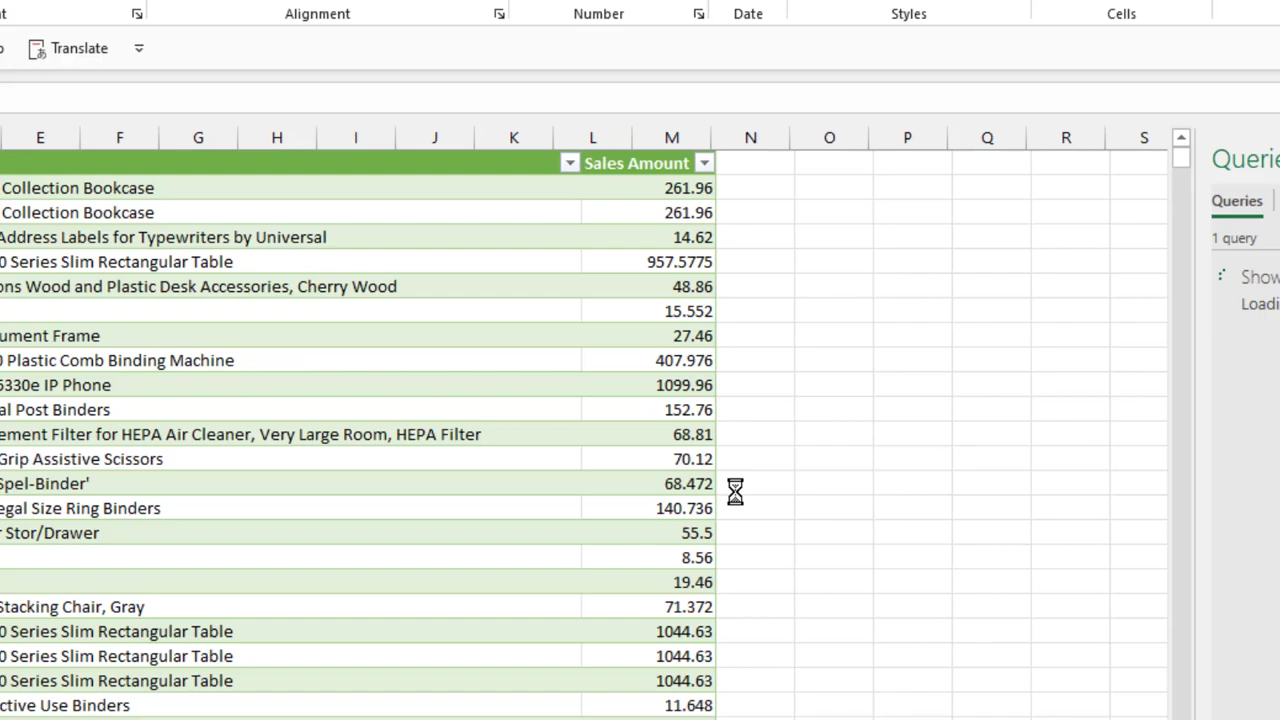 Alignment Number Date Styles Cells
Translate
E F G H I J K L M N O P Q R S
Sales Amount
Collection Bookcase 261.96
Collection Bookcase 261.96
Address Labels for Typewriters by Universal 14.62
0 Series Slim Rectangular Table 957.5775
ons Wood and Plastic Desk Accessories, Cherry Wood 48.86
15.552
ument Frame 27.46
0 Plastic Comb Binding Machine 407.976
5330e IP Phone 1099.96
al Post Binders 152.76
ement Filter for HEPA Air Cleaner, Very Large Room, HEPA Filter 68.81
Grip Assistive Scissors 70.12
Spel-Binder' 68.472
egal Size Ring Binders 140.736
r Stor/Drawer 55.5
8.56
19.46
Stacking Chair, Gray 71.372
0 Series Slim Rectangular Table 1044.63
0 Series Slim Rectangular Table 1044.63
0 Series Slim Rectangular Table 1044.63
ctive Use Binders 11.648
Querie
Queries
1 query
Show
Loadi